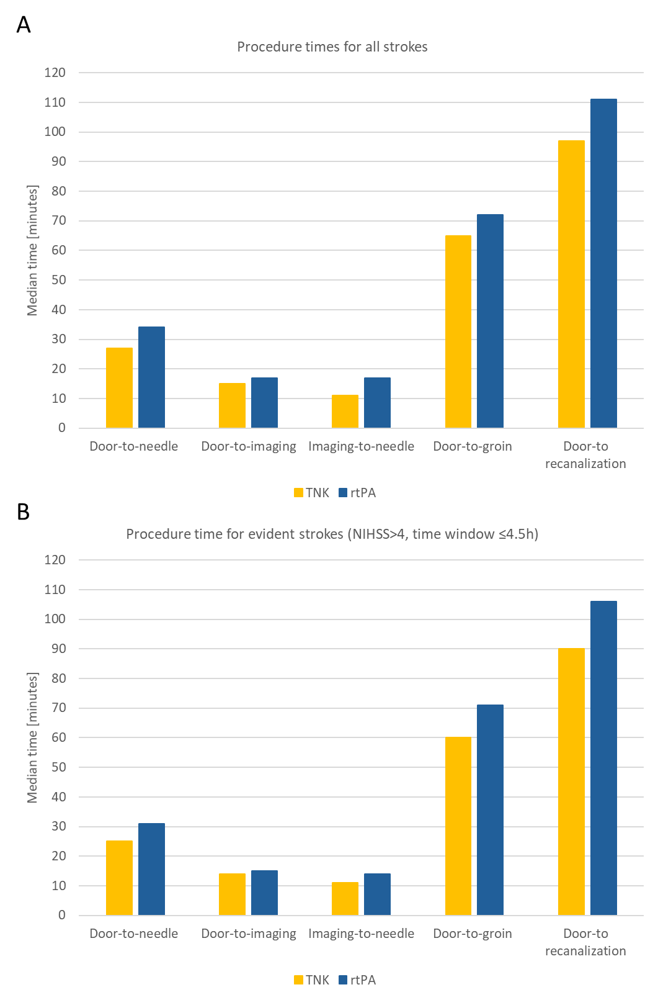 A
Procedure times for all strokes
120
110
100
90
80
70
60
50
40
30
20
10
0
Median time [minutes]
Door-to-needle Door-to-imaging Imaging-to-needle Door-to-groin Door-to
recanalization
TNK rtPA
B
Procedure time for evident strokes (NIHSS>4, time window ≤4.5h)
120
110
100
90
80
70
60
50
40
30
20
10
0
Median time [minutes]
Door-to-needle Door-to-imaging Imaging-to-needle Door-to-groin Door-to
recanalization
TNK rtPA